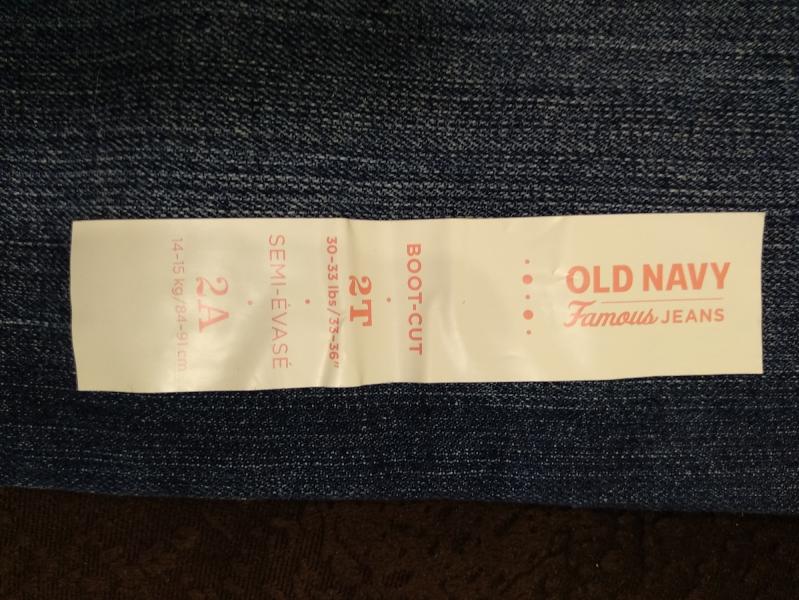 OLD NAVY
Famous JEANS
BOOT-CUT
2T
30-33 lbs/33-36"
SEMI-ÉVASÉ
2A
14-15 kg/84-91 cm